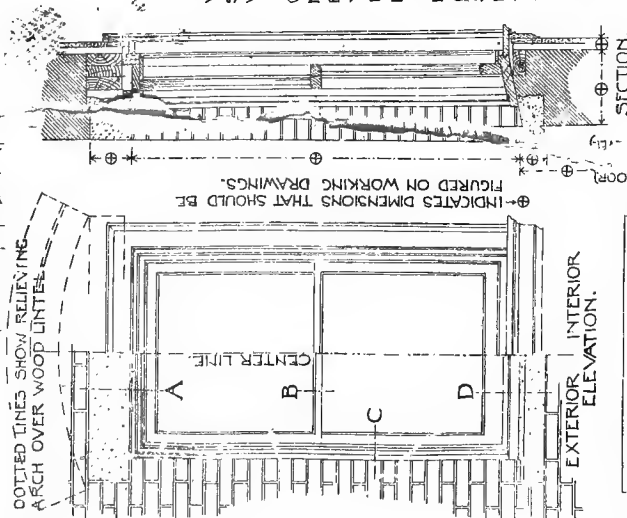 SECTION
⊕ INDICATES DIMENSIONS THAT SHOULD BE
FIGURED ON WORKING DRAWINGS.
DOTTED LINES SHOW RELIEVING
ARCH OVER WOOD LINTEL
CENTER LINE
A
B
C
D
EXTERIOR INTERIOR
ELEVATION.